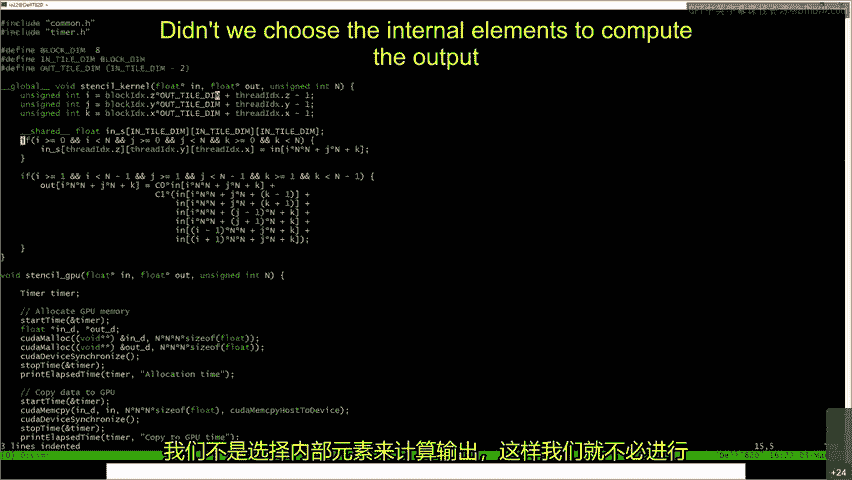 Didn't we choose the internal elements to compute
the output
#include "common.h"
#include "timer.h"
#define BLOCK_DIM 8
#define IN_TILE_DIM BLOCK_DIM
#define OUT_TILE_DIM (IN_TILE_DIM - 2)
__global__ void stencil_kernel(float* in, float* out, unsigned int N) {
unsigned int i = blockIdx.z*OUT_TILE_DIM + threadIdx.z - 1;
unsigned int j = blockIdx.y*OUT_TILE_DIM + threadIdx.y - 1;
unsigned int k = blockIdx.x*OUT_TILE_DIM + threadIdx.x - 1;
__shared__ float in_s[IN_TILE_DIM][IN_TILE_DIM][IN_TILE_DIM];
if(i >= 0 && i < N && j >= 0 && j < N && k >= 0 && k < N) {
in_s[threadIdx.z][threadIdx.y][threadIdx.x] = in[i*N*N + j*N + k];
}
if(i >= 1 && i < N - 1 && j >= 1 && j < N - 1 && k >= 1 && k < N - 1) {
out[i*N*N + j*N + k] = C0*in[i*N*N + j*N + k] +
C1*(in[i*N*N + j*N + (k - 1)] +
in[i*N*N + j*N + (k + 1)] +
in[i*N*N + (j - 1)*N + k] +
in[i*N*N + (j + 1)*N + k] +
in[(i - 1)*N*N + j*N + k] +
in[(i + 1)*N*N + j*N + k]);
}
}
void stencil_gpu(float* in, float* out, unsigned int N) {
Timer timer;
// Allocate GPU memory
startTime(&timer);
float *in_d, *out_d;
cudaMalloc((void**) &in_d, N*N*N*sizeof(float));
cudaMalloc((void**) &out_d, N*N*N*sizeof(float));
cudaDeviceSynchronize();
stopTime(&timer);
printElapsedTime(timer, "Allocation time");
// Copy data to GPU
startTime(&timer);
cudaMemcpy(in_d, in, N*N*N*sizeof(float), cudaMemcpyHostToDevice);
cudaDeviceSynchronize();
stopTime(&timer);
printElapsedTime(timer, "Copy to GPU time");
3 lines indented
15,5
我们不是选择内部元素来计算输出，这样我们就不必进行
+24